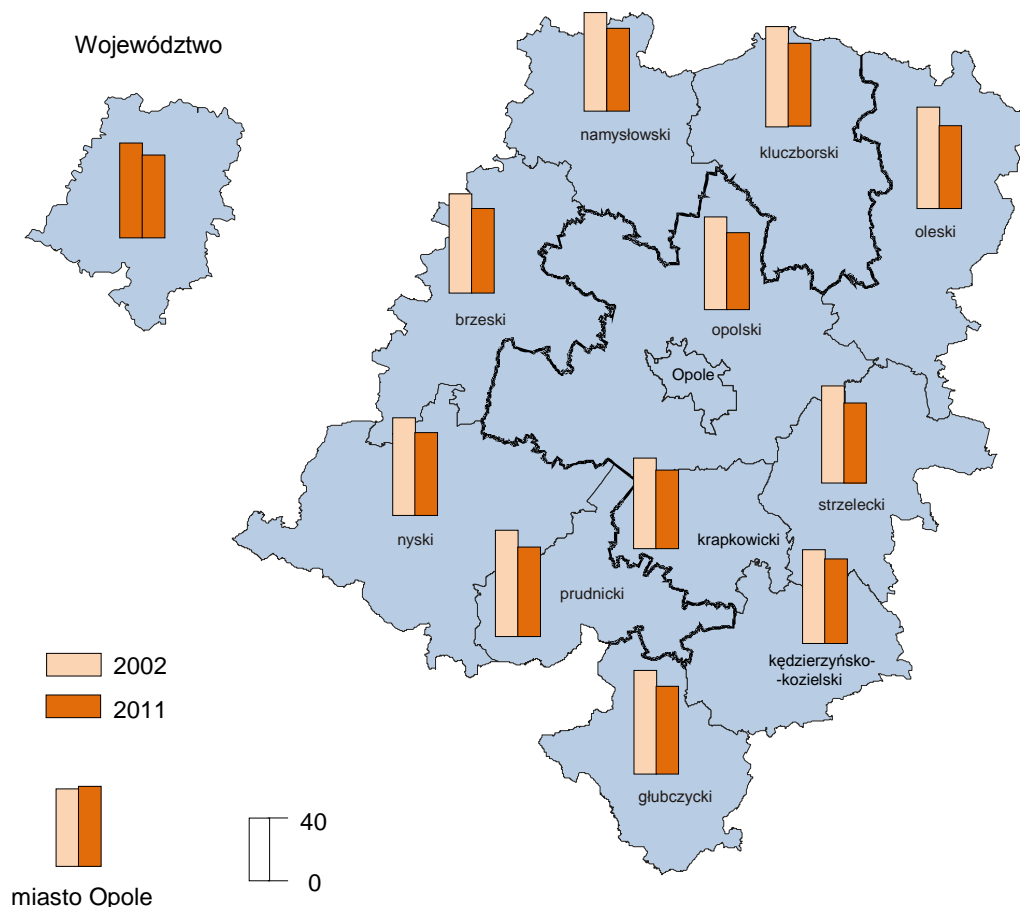 Województwo
namysłowski
kluczborski
oleski
brzeski
opolski
Opole
strzelecki
nyski
krapkowicki
prudnicki
kędzierzyńsko-
-kozielski
głubczycki
2002
2011
40
0
miasto Opole